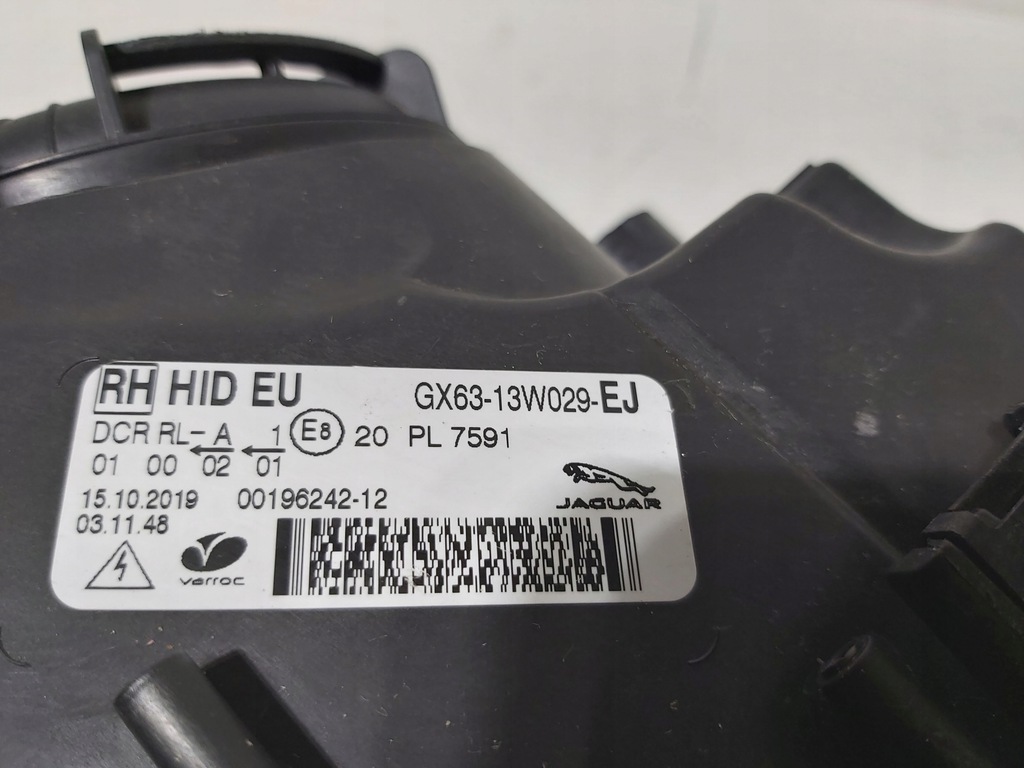 RH HID EU GX63-13W029-EJ
DCR RL- A 1 E8 20 PL 7591
01 00 02 01
15.10.2019 00196242-12
03.11.48
JAGUAR
varroc